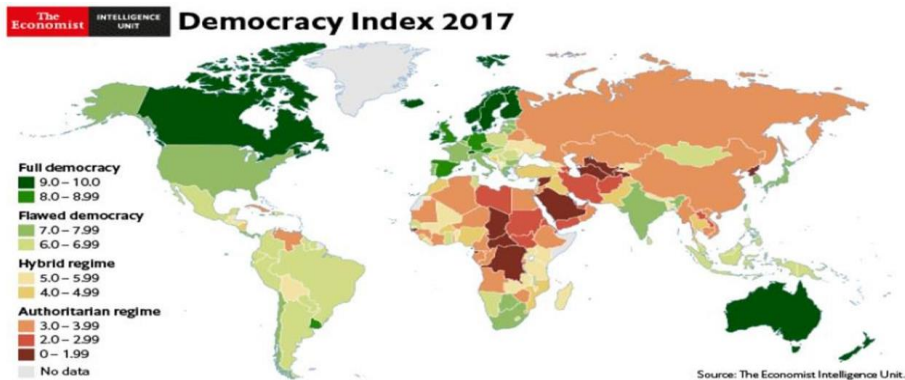 The
Economist
INTELLIGENCE
UNIT
Democracy Index 2017
Full democracy
9.0 – 10.0
8.0 – 8.99
Flawed democracy
7.0 – 7.99
6.0 – 6.99
Hybrid regime
5.0 – 5.99
4.0 – 4.99
Authoritarian regime
3.0 – 3.99
2.0 – 2.99
0 – 1.99
No data
Source: The Economist Intelligence Unit.